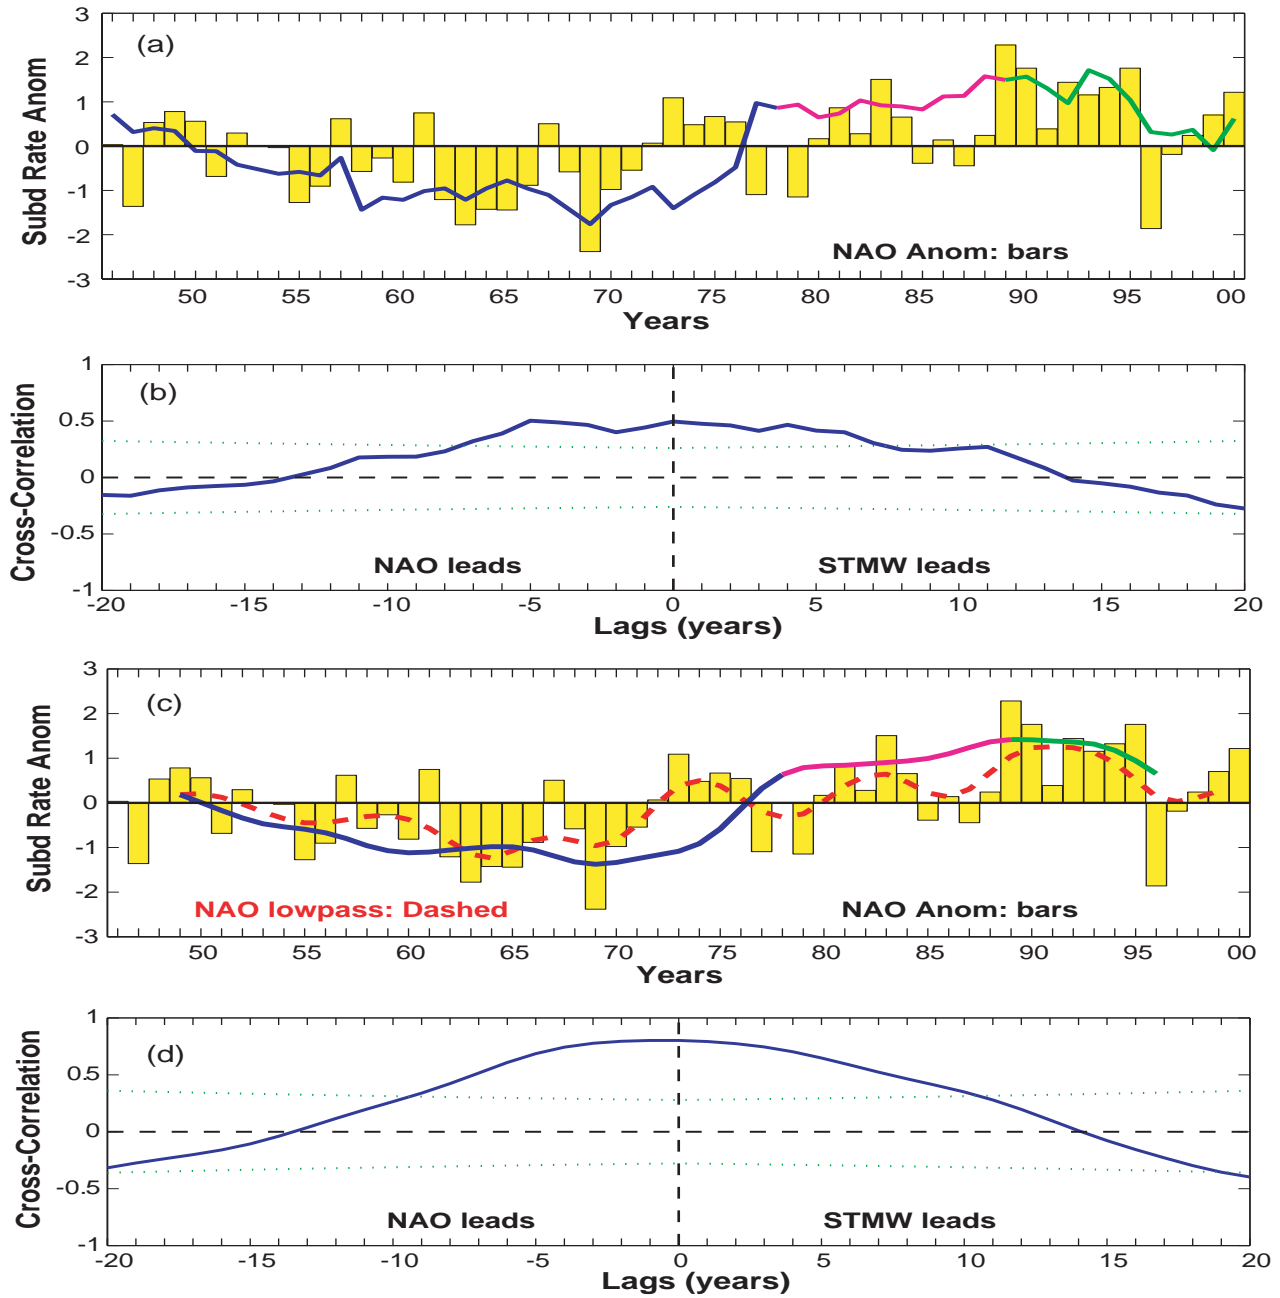 (a)
Subd Rate Anom
3
2
1
0
-1
-2
-3
NAO Anom: bars
50 55 60 65 70 75 80 85 90 95 00
Years
(b)
Cross-Correlation
1
0.5
0
-0.5
-1
NAO leads STMW leads
-20 -15 -10 -5 0 5 10 15 20
Lags (years)
(c)
Subd Rate Anom
3
2
1
0
-1
-2
-3
NAO lowpass: Dashed NAO Anom: bars
50 55 60 65 70 75 80 85 90 95 00
Years
(d)
Cross-Correlation
1
0.5
0
-0.5
-1
NAO leads STMW leads
-20 -15 -10 -5 0 5 10 15 20
Lags (years)